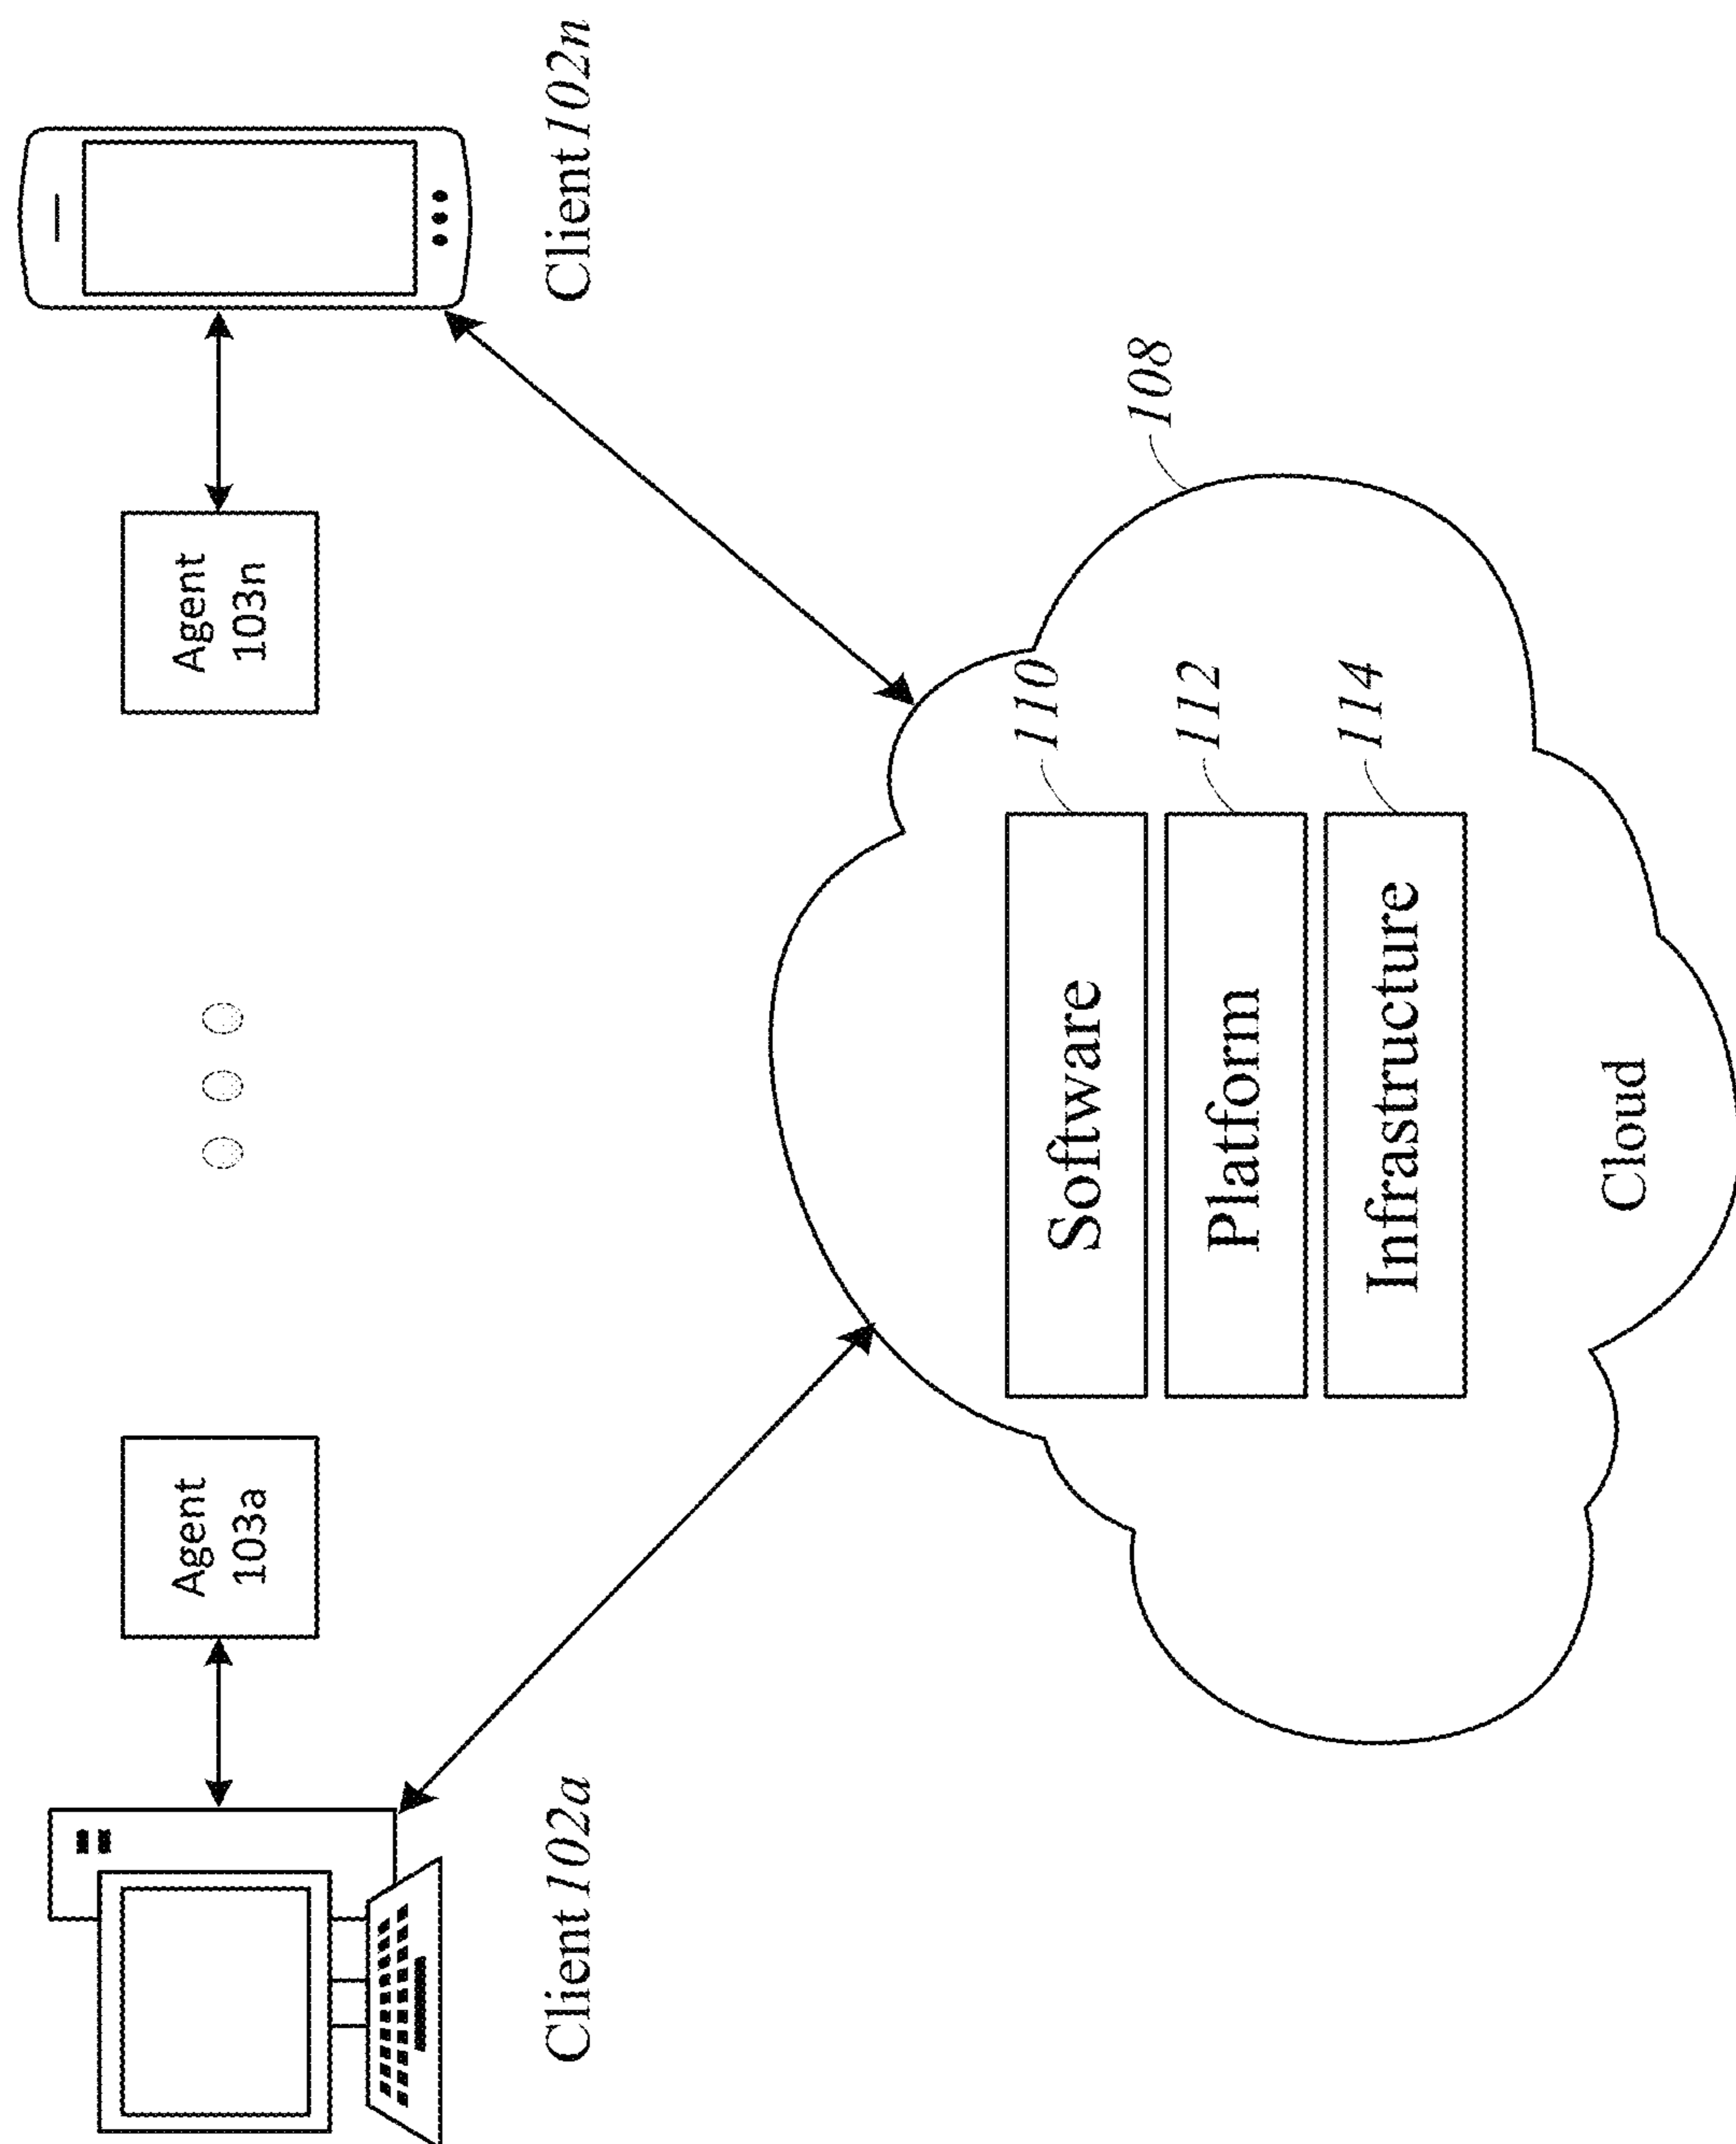 Agent
103a
Agent
103n
Client 102a
Client 102n
108
Software
110
Platform
112
Infrastructure
114
Cloud